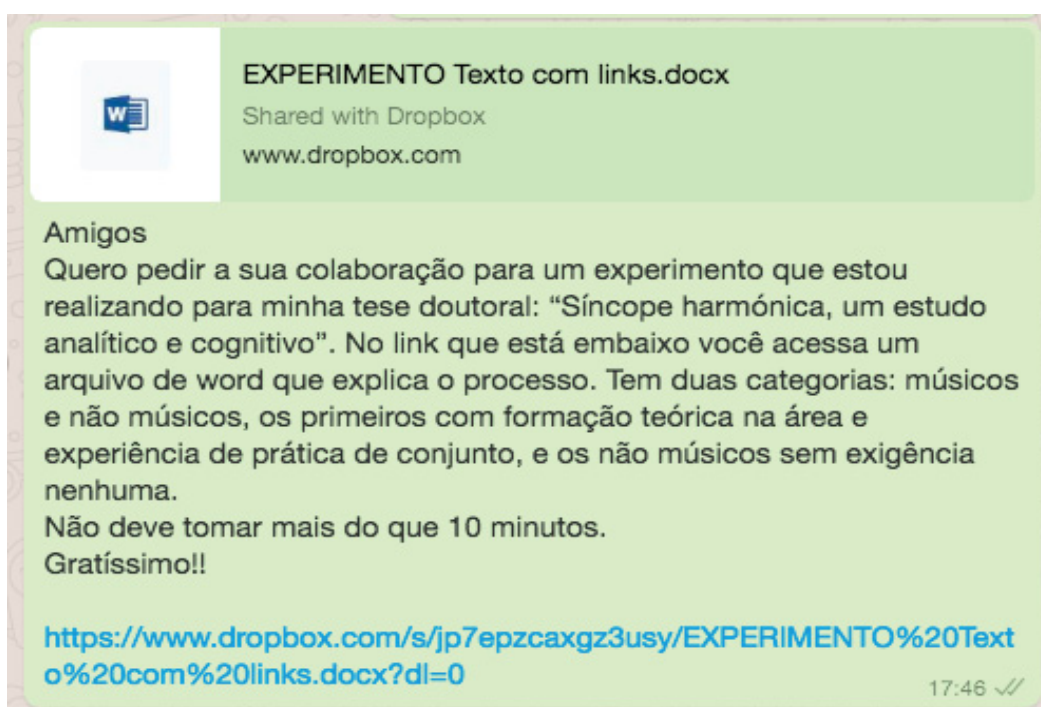 EXPERIMENTO Texto com links.docx
Shared with Dropbox
www.dropbox.com
Amigos
Quero pedir a sua colaboração para um experimento que estou
realizando para minha tese doutoral: “Síncope harmónica, um estudo
analítico e cognitivo”. No link que está embaixo você acessa um
arquivo de word que explica o processo. Tem duas categorias: músicos
e não músicos, os primeiros com formação teórica na área e
experiência de prática de conjunto, e os não músicos sem exigência
nenhuma.
Não deve tomar mais do que 10 minutos.
Gratíssimo!!
https://www.dropbox.com/s/jp7epzcaxgz3usy/EXPERIMENTO%20Text
o%20com%20links.docx?dl=0
17:46